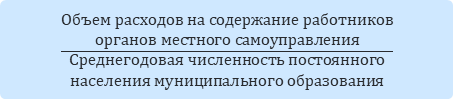 Объем расходов на содержание работников
органов местного самоуправления
Среднегодовая численность постоянного
населения муниципального образования